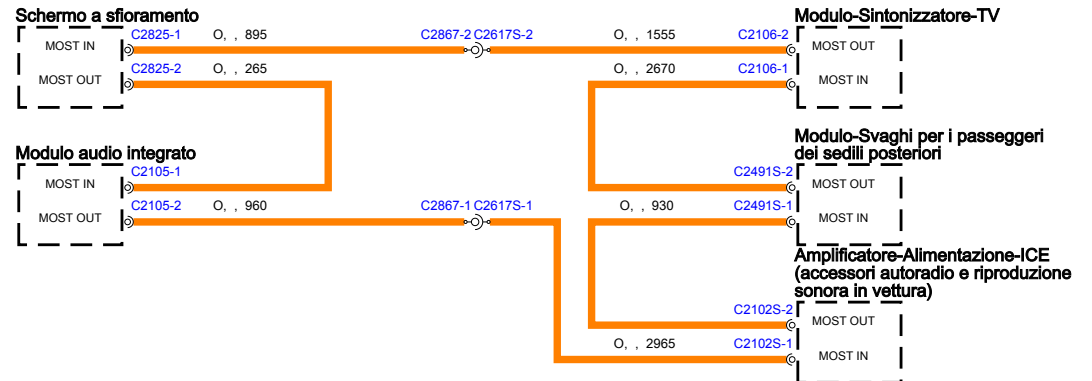 Schermo a sfioramento
MOST IN
C2825-1
O, , 895
C2867-2 C2617S-2
O, , 1555
C2106-2
Modulo-Sintonizzatore-TV
MOST OUT
MOST OUT
C2825-2
O, , 265
O, , 2670
C2106-1
MOST IN
Modulo audio integrato
MOST IN
C2105-1
C2491S-2
Modulo-Svaghi per i passeggeri
dei sedili posteriori
MOST OUT
MOST OUT
C2105-2
O, , 960
C2867-1 C2617S-1
O, , 930
C2491S-1
MOST IN
Amplificatore-Alimentazione-ICE
(accessori autoradio e riproduzione
sonora in vettura)
C2102S-2
MOST OUT
O, , 2965
C2102S-1
MOST IN